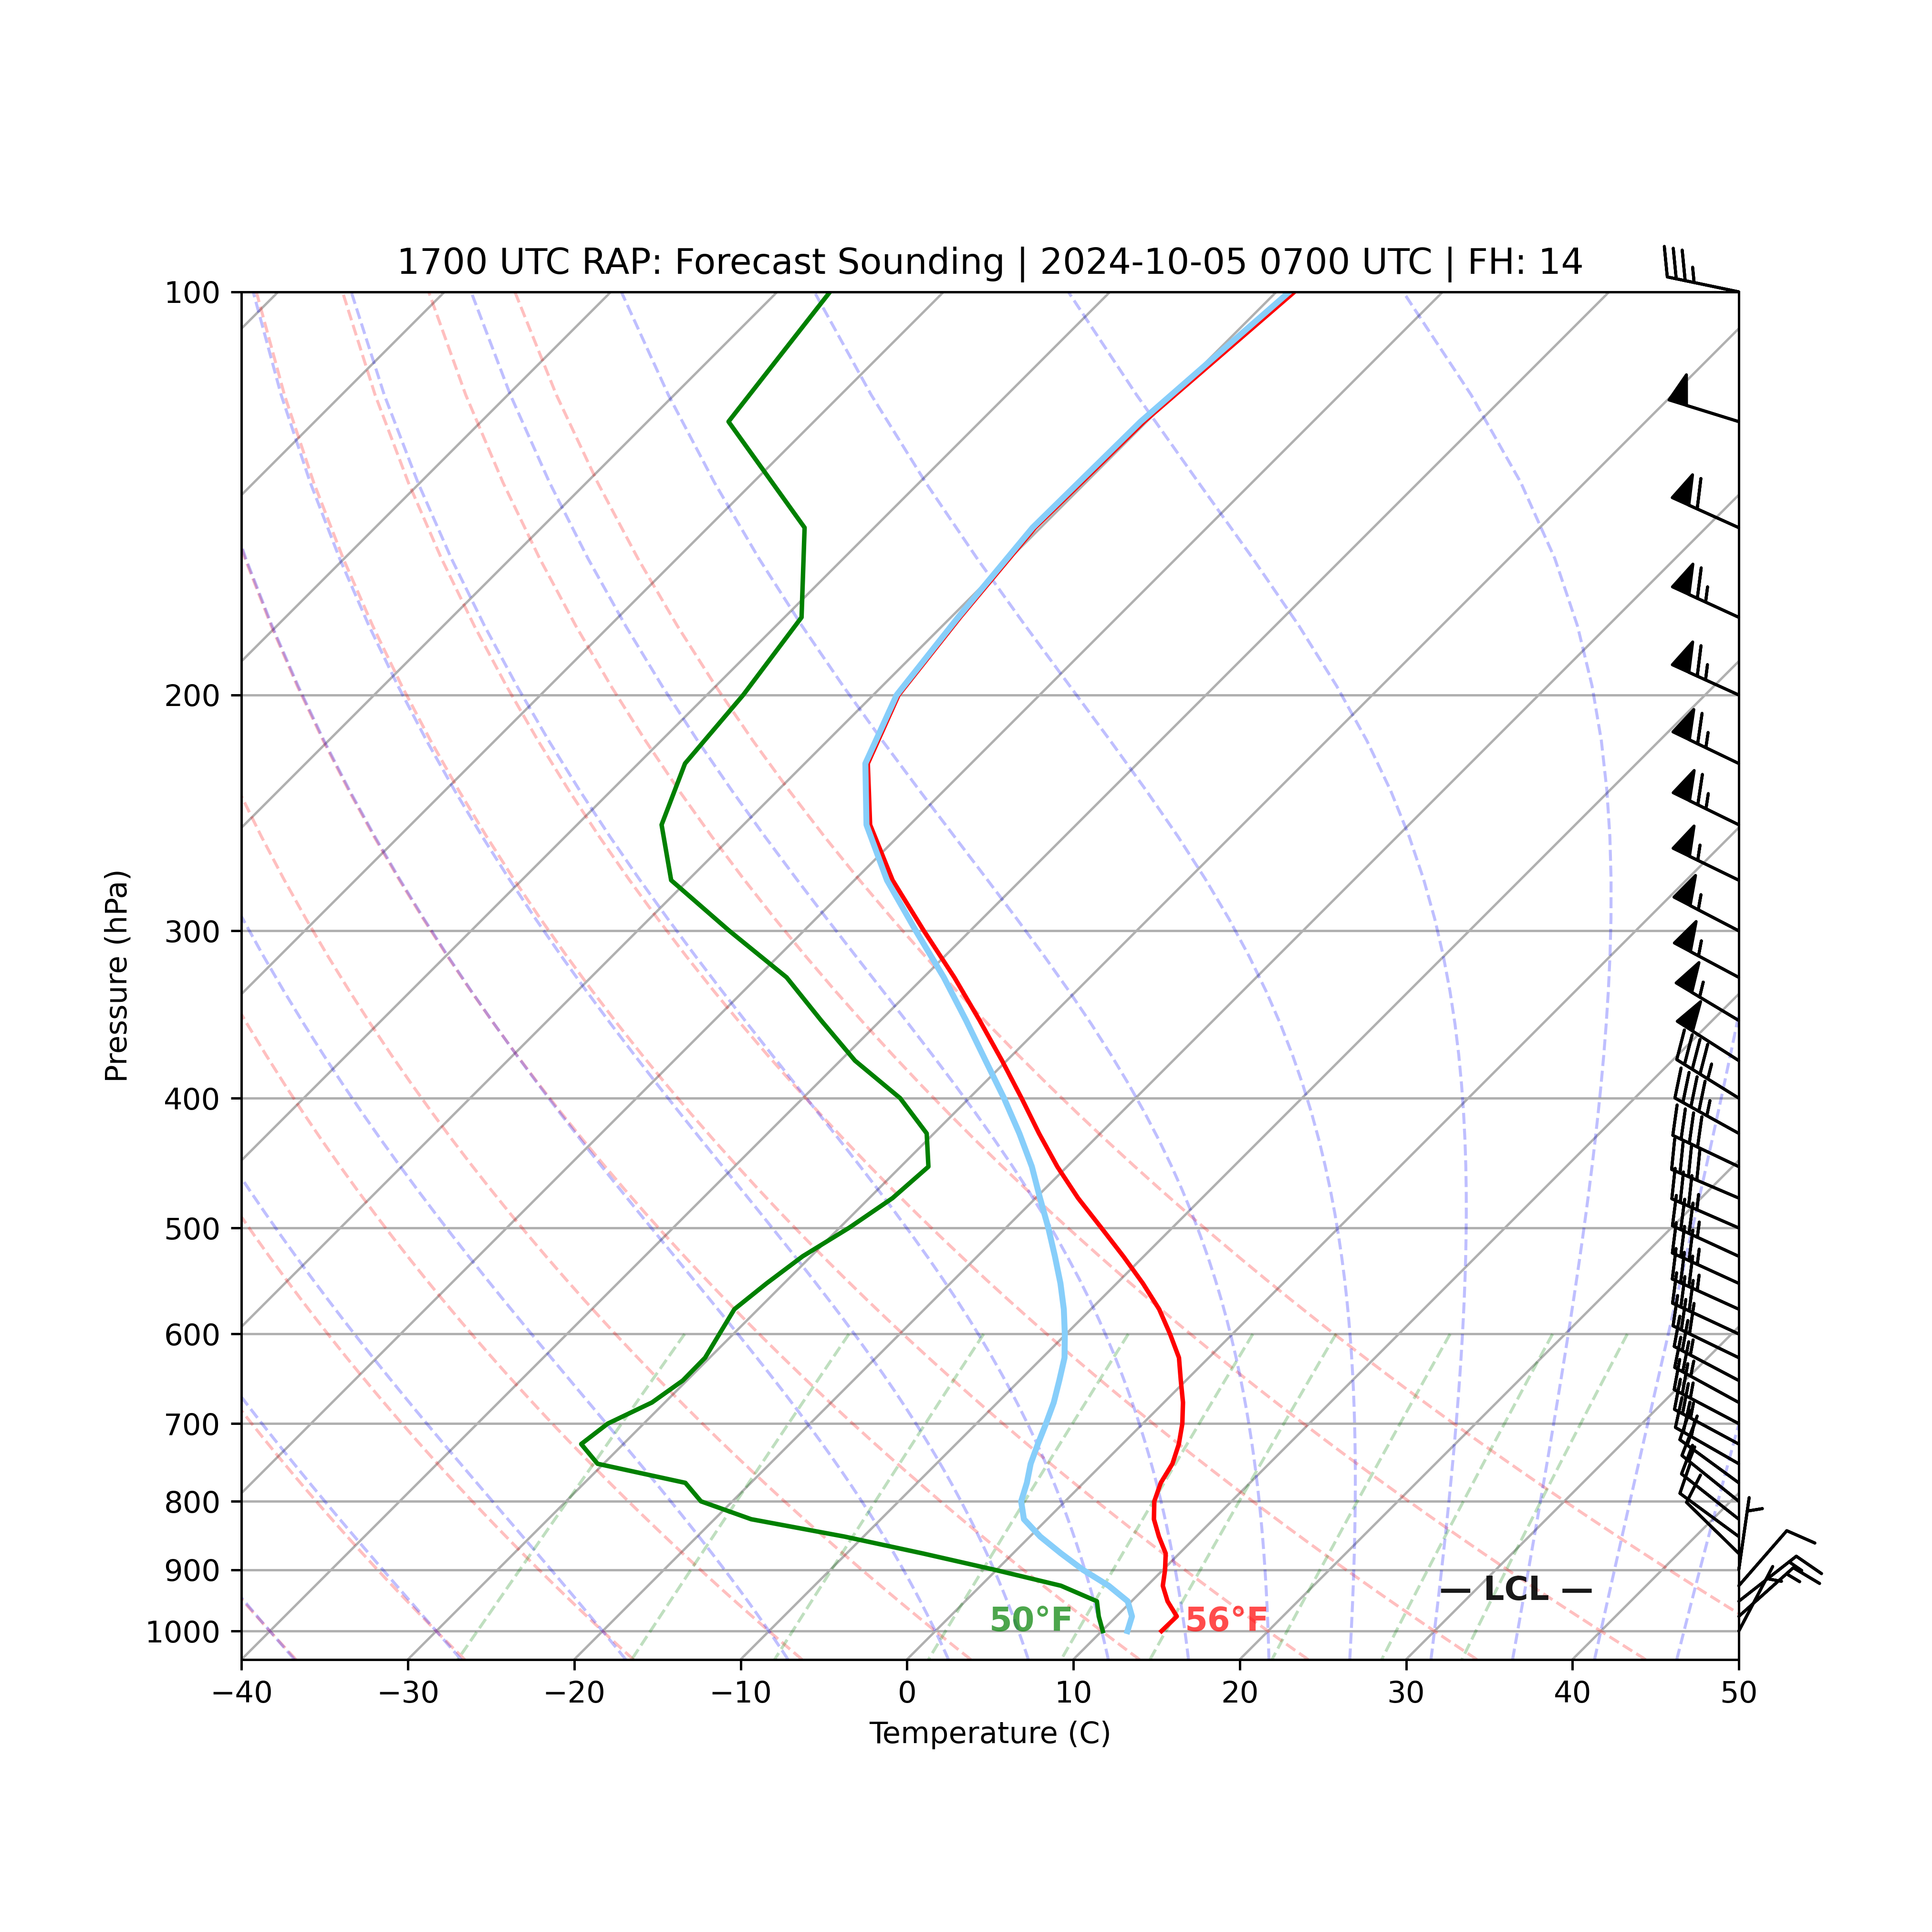 1700 UTC RAP: Forecast Sounding | 2024-10-05 0700 UTC | FH: 14
100
200
300
400
500
600
700
800
900
1000
Pressure (hPa)
— LCL —
50°F
56°F
−40 −30 −20 −10 0 10 20 30 40 50
Temperature (C)